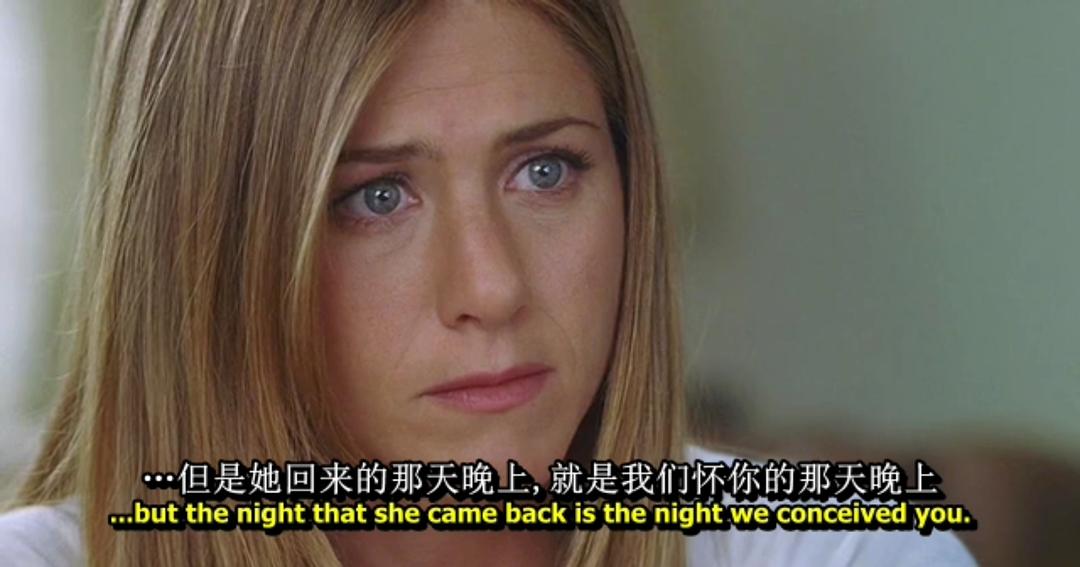 …但是她回来的那天晚上, 就是我们怀你的那天晚上
...but the night that she came back is the night we conceived you.